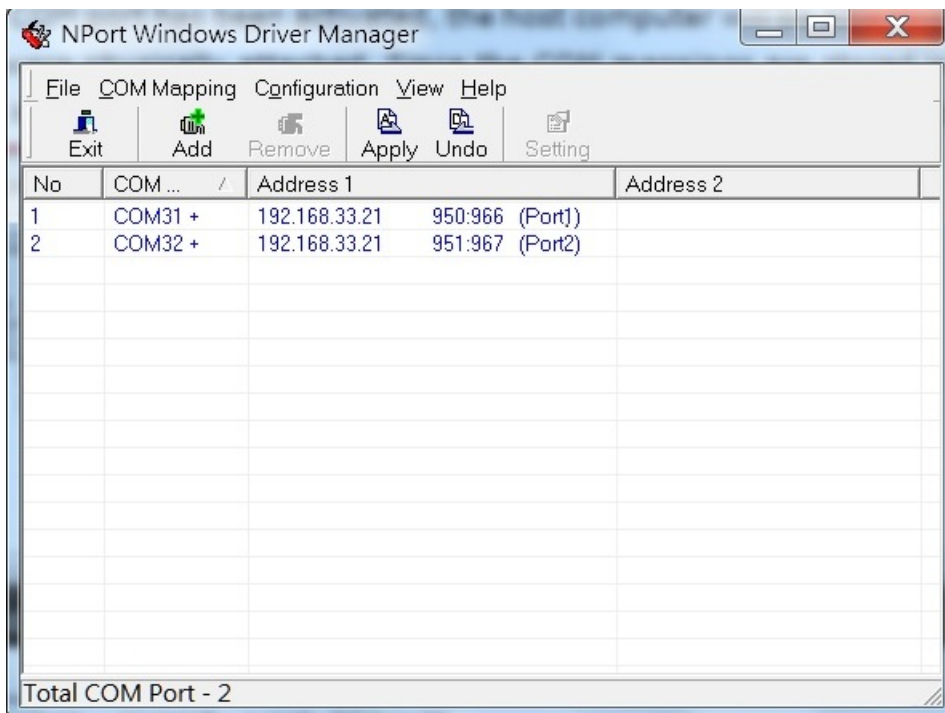 NPort Windows Driver Manager
File COM Mapping Configuration View Help
Exit Add Remove Apply Undo Setting
No COM ... Address 1 Address 2
1 COM31 + 192.168.33.21 950:966 (Port1)
2 COM32 + 192.168.33.21 951:967 (Port2)
Total COM Port - 2